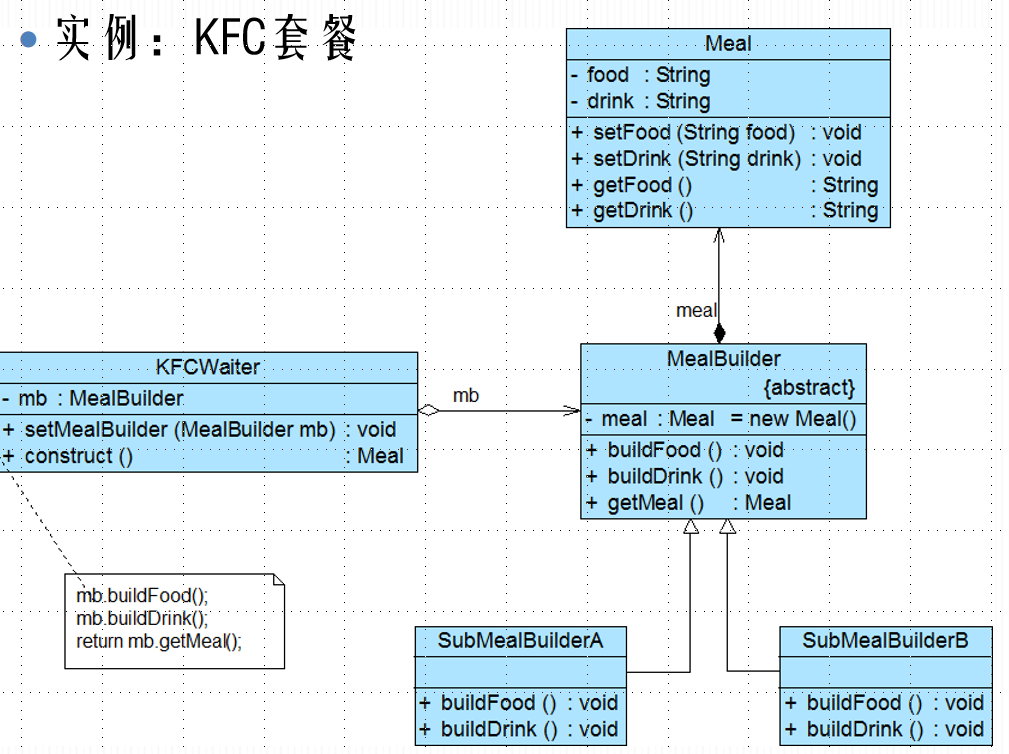 实例：KFC套餐
Meal
- food : String
- drink : String
+ setFood (String food) : void
+ setDrink (String drink) : void
+ getFood () : String
+ getDrink () : String
meal
KFCWaiter
- mb : MealBuilder
+ setMealBuilder (MealBuilder mb) : void
+ construct () : Meal
mb
MealBuilder
{abstract}
- meal : Meal = new Meal()
+ buildFood () : void
+ buildDrink () : void
+ getMeal () : Meal
mb.buildFood();
mb.buildDrink();
return mb.getMeal();
SubMealBuilderA
+ buildFood () : void
+ buildDrink () : void
SubMealBuilderB
+ buildFood () : void
+ buildDrink () : void